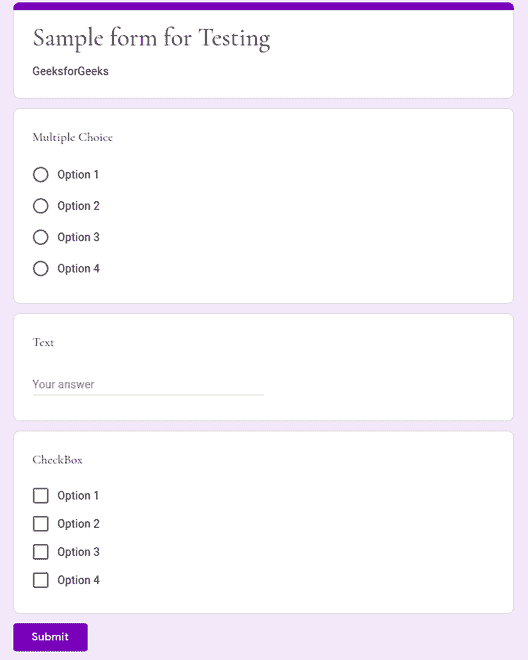 Sample form for Testing
GeeksforGeeks
Multiple Choice
Option 1
Option 2
Option 3
Option 4
Text
Your answer
CheckBox
Option 1
Option 2
Option 3
Option 4
Submit